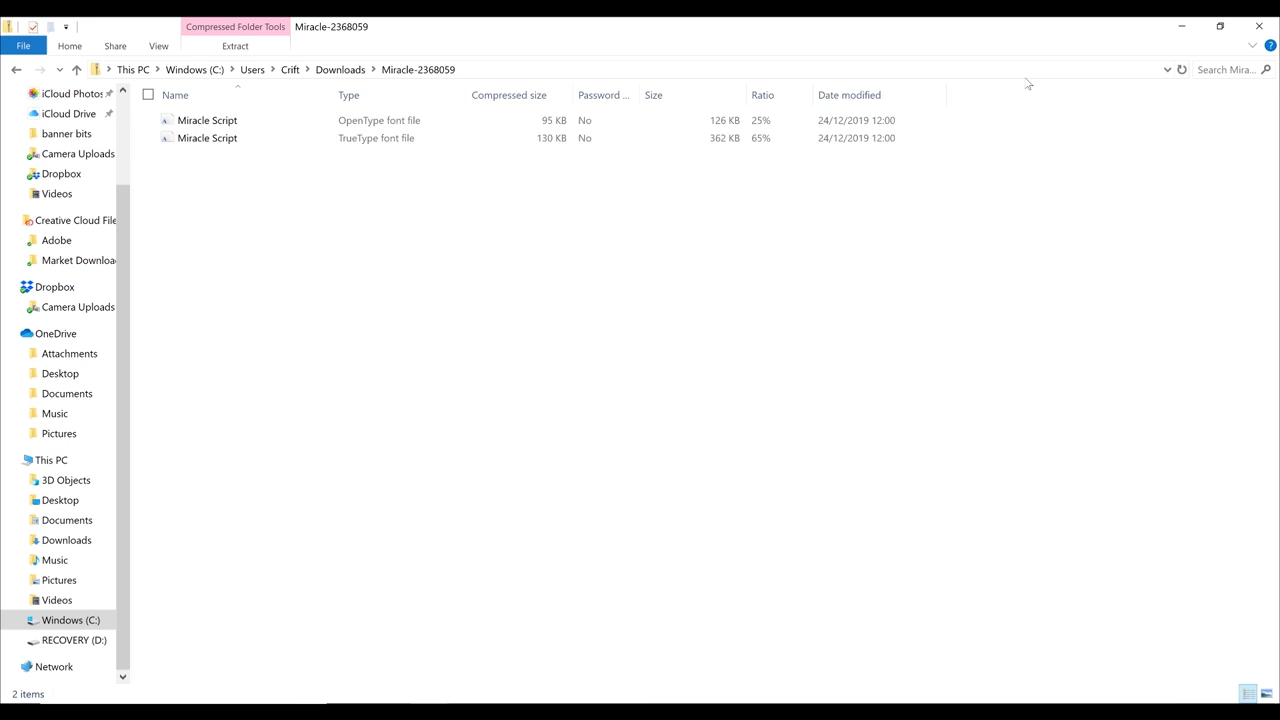 Compressed Folder Tools Miracle-2368059
File Home Share View Extract
This PC Windows (C:) Users Crift Downloads Miracle-2368059 Search Mira...
Name Type Compressed size Password ... Size Ratio Date modified
Miracle Script OpenType font file 95 KB No 126 KB 25% 24/12/2019 12:00
Miracle Script TrueType font file 130 KB No 362 KB 65% 24/12/2019 12:00
iCloud Photos
iCloud Drive
banner bits
Camera Uploads
Dropbox
Videos
Creative Cloud File
Adobe
Market Downloa
Dropbox
Camera Uploads
OneDrive
Attachments
Desktop
Documents
Music
Pictures
This PC
3D Objects
Desktop
Documents
Downloads
Music
Pictures
Videos
Windows (C:)
RECOVERY (D:)
Network
2 items